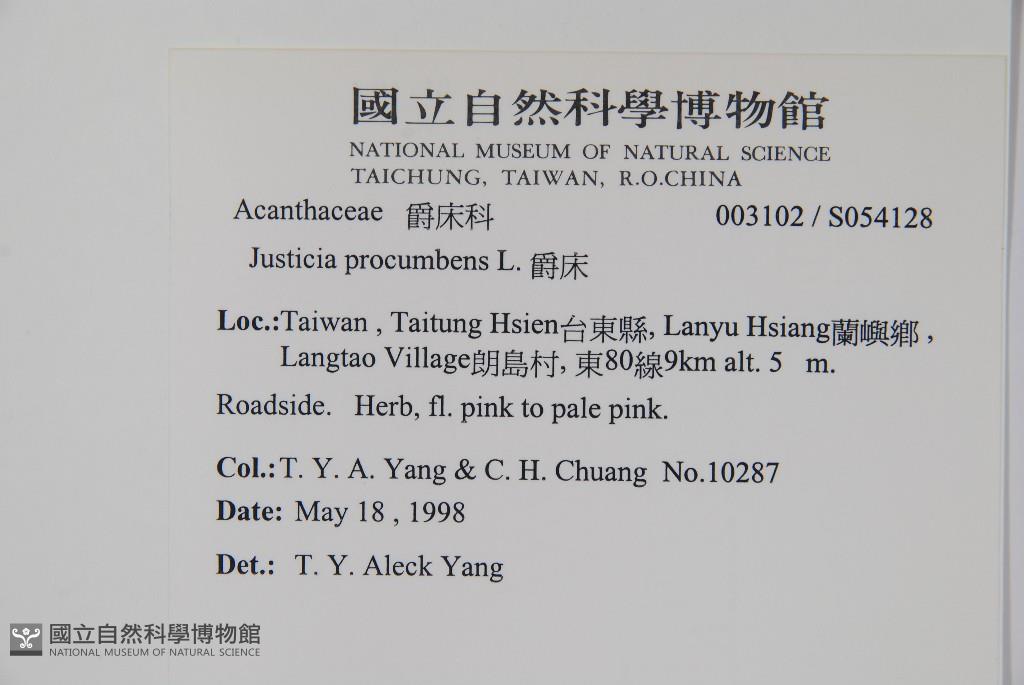 國立自然科學博物館
NATIONAL MUSEUM OF NATURAL SCIENCE
TAICHUNG, TAIWAN, R.O.CHINA
Acanthaceae 爵床科 003102 / S054128
Justicia procumbens L. 爵床
Loc.:Taiwan , Taitung Hsien台東縣, Lanyu Hsiang蘭嶼鄉 ,
Langtao Village朗島村, 東80線9km alt. 5 m.
Roadside. Herb, fl. pink to pale pink.
Col.:T. Y. A. Yang & C. H. Chuang No.10287
Date: May 18 , 1998
Det.: T. Y. Aleck Yang
國立自然科學博物館
NATIONAL MUSEUM OF NATURAL SCIENCE